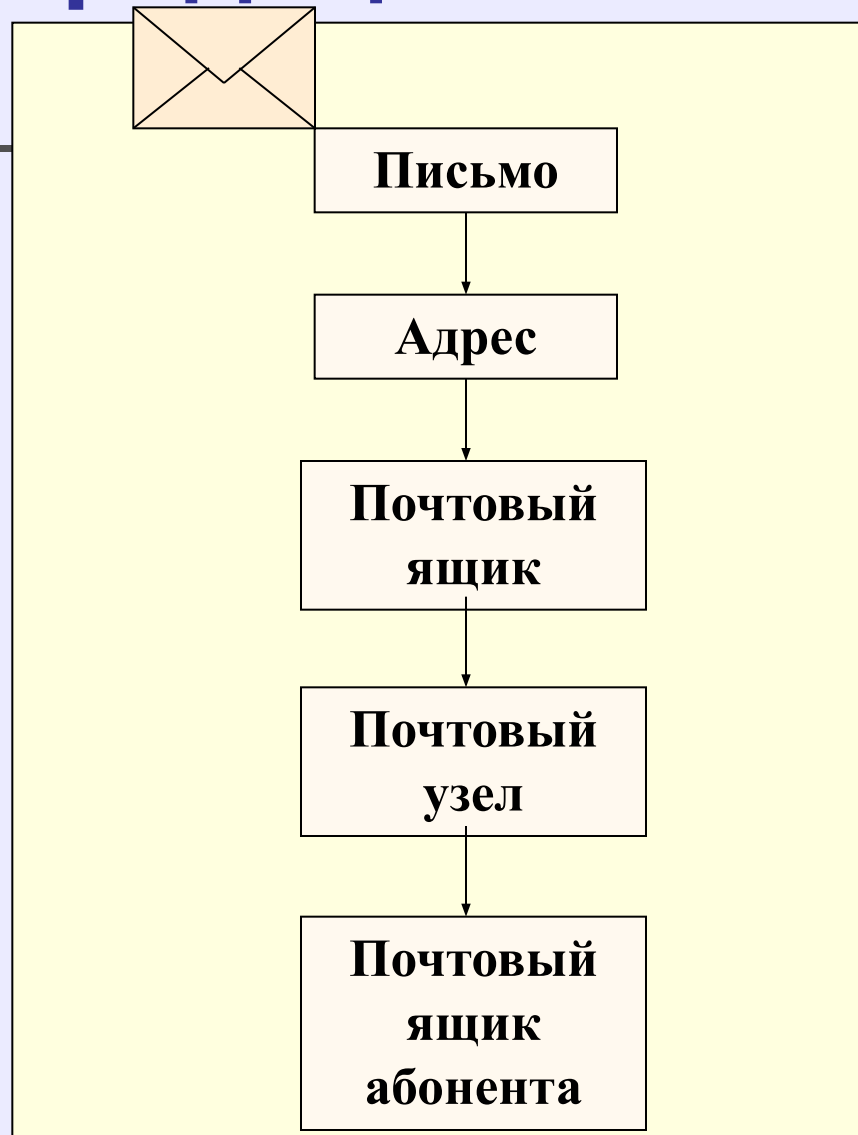 Письмо
Адрес
Почтовый
ящик
Почтовый
узел
Почтовый
ящик
абонента